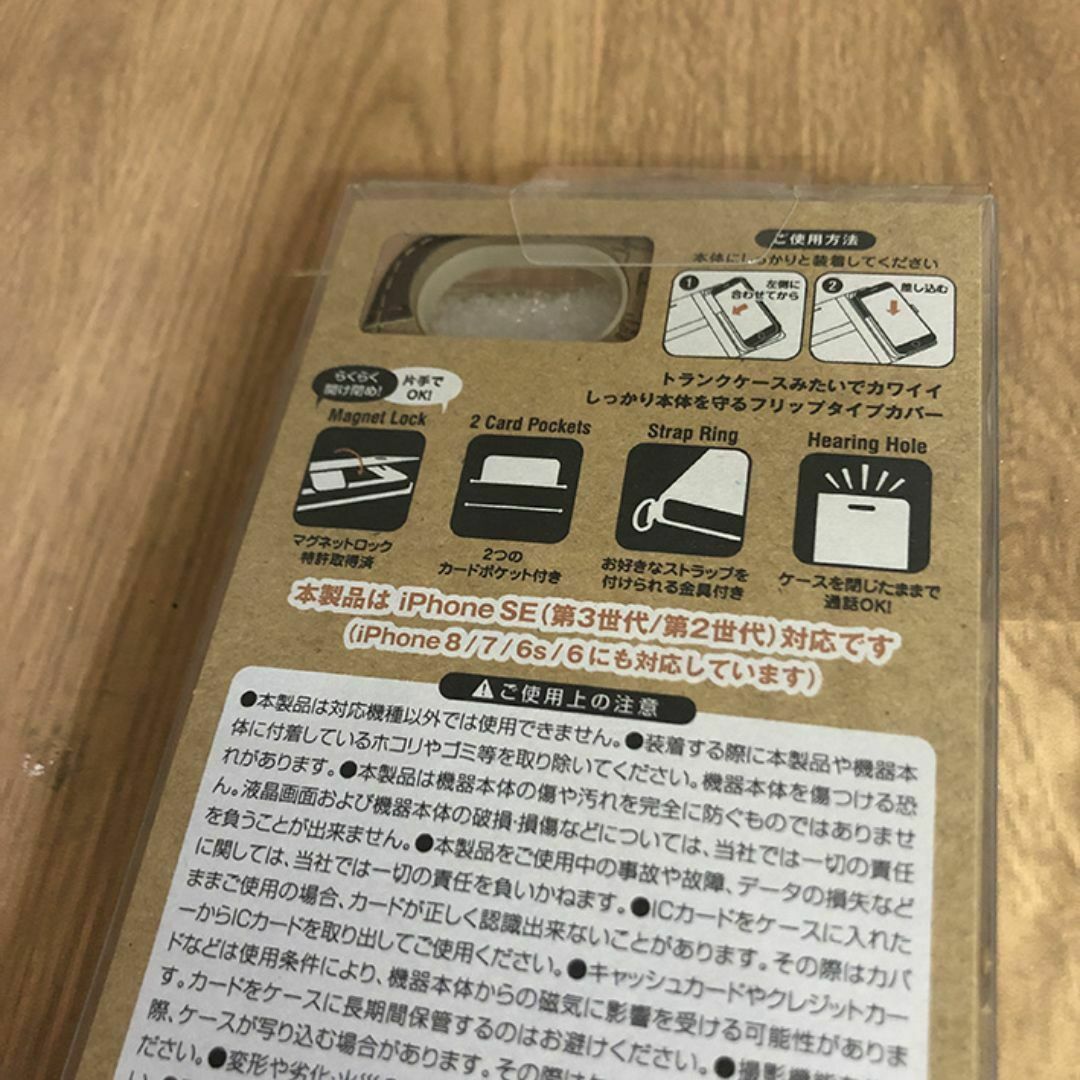 ご使用方法
本体にしっかりと装着してください
1 左側に
合わせてから
2 差し込む
トランクケースみたいでカワイイ
しっかり本体を守るフリップタイプカバー
らくらく
開け閉め!
片手で
OK!
Magnet Lock
マグネットロック
特許取得済
2 Card Pockets
2つの
カードポケット付き
Strap Ring
お好きなストラップを
付けられる金具付き
Hearing Hole
ケースを閉じたままで
通話OK!
本製品は iPhone SE(第3世代/第2世代)対応です
(iPhone 8/7/6s/6 にも対応しています)
⚠ご使用上の注意
●本製品は対応機種以外では使用できません。●装着する際に本製品や機器本
体に付着しているホコリやゴミ等を取り除いてください。機器本体を傷つける恐
れがあります。●本製品は機器本体の傷や汚れを完全に防ぐものではありませ
ん。液晶画面および機器本体の破損・損傷などについては、当社では一切の責任
を負うことが出来ません。●本製品をご使用中の事故や故障、データの損失など
に関しては、当社では一切の責任を負いかねます。●ICカードをケースに入れた
ままご使用の場合、カードが正しく認識出来ないことがあります。その際はカバ
ーからICカードを取り出してご使用ください。●キャッシュカードやクレジットカー
ドなどは使用条件により、機器本体からの磁気に影響を受ける可能性がありま
す。カードをケースに長期間保管するのはお避けください。●撮影機能を
際、ケースが写り込む場合があります。その際は
ださい。●変形や劣化・火災の